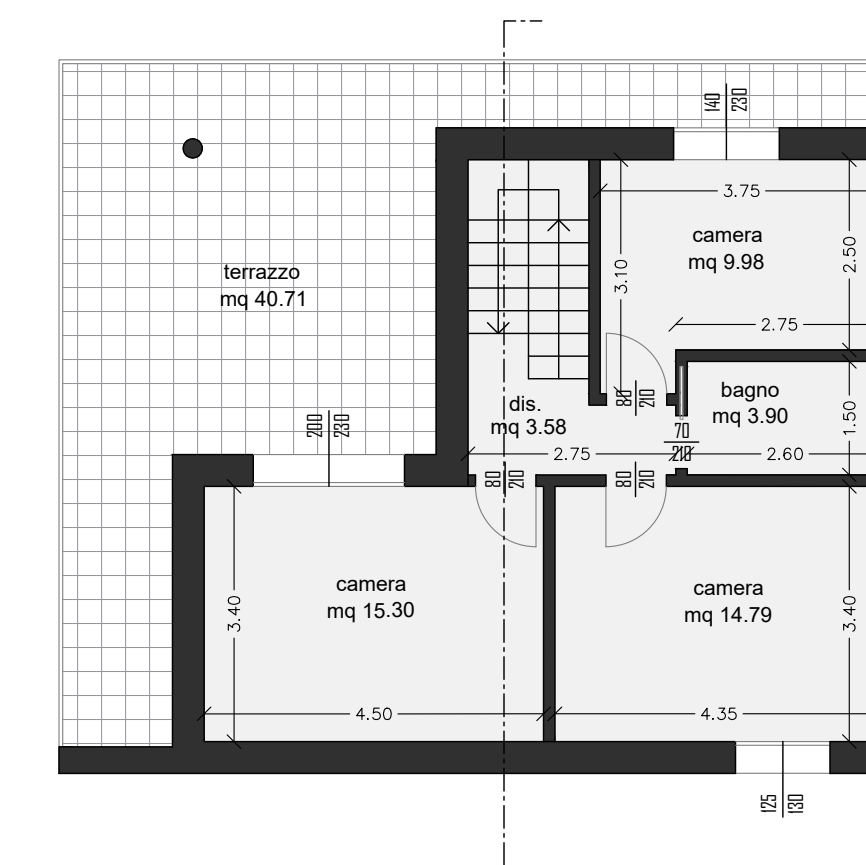 140
230
3.75
camera
mq 9.98
2.50
3.10
terrazzo
mq 40.71
2.75
bagno
mq 3.90
80
210
1.50
dis.
mq 3.58
200
230
70
210
2.75
2.60
80
210
80
210
camera
mq 15.30
camera
mq 14.79
3.40
3.40
4.50
4.35
125
130